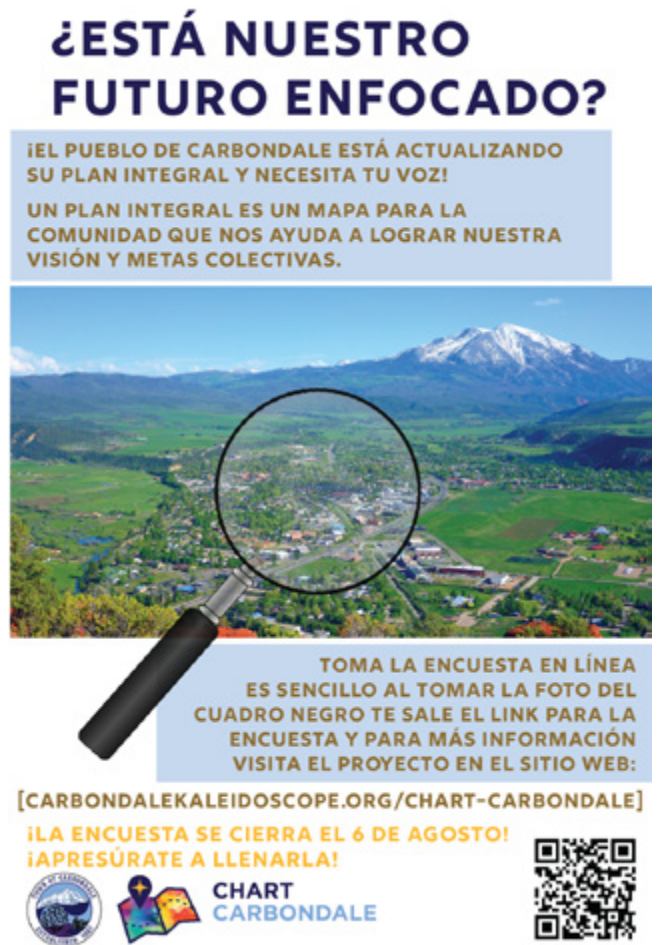 ¿ESTÁ NUESTRO
FUTURO ENFOCADO?
¡EL PUEBLO DE CARBONDALE ESTÁ ACTUALIZANDO
SU PLAN INTEGRAL Y NECESITA TU VOZ!
UN PLAN INTEGRAL ES UN MAPA PARA LA
COMUNIDAD QUE NOS AYUDA A LOGRAR NUESTRA
VISIÓN Y METAS COLECTIVAS.
TOMA LA ENCUESTA EN LÍNEA
ES SENCILLO AL TOMAR LA FOTO DEL
CUADRO NEGRO TE SALE EL LINK PARA LA
ENCUESTA Y PARA MÁS INFORMACIÓN
VISITA EL PROYECTO EN EL SITIO WEB:
[CARBONDALEKALEIDOSCOPE.ORG/CHART-CARBONDALE]
¡LA ENCUESTA SE CIERRA EL 6 DE AGOSTO!
¡APRESÚRATE A LLENARLA!
TOWN OF CARBONDALE
CHART
CARBONDALE